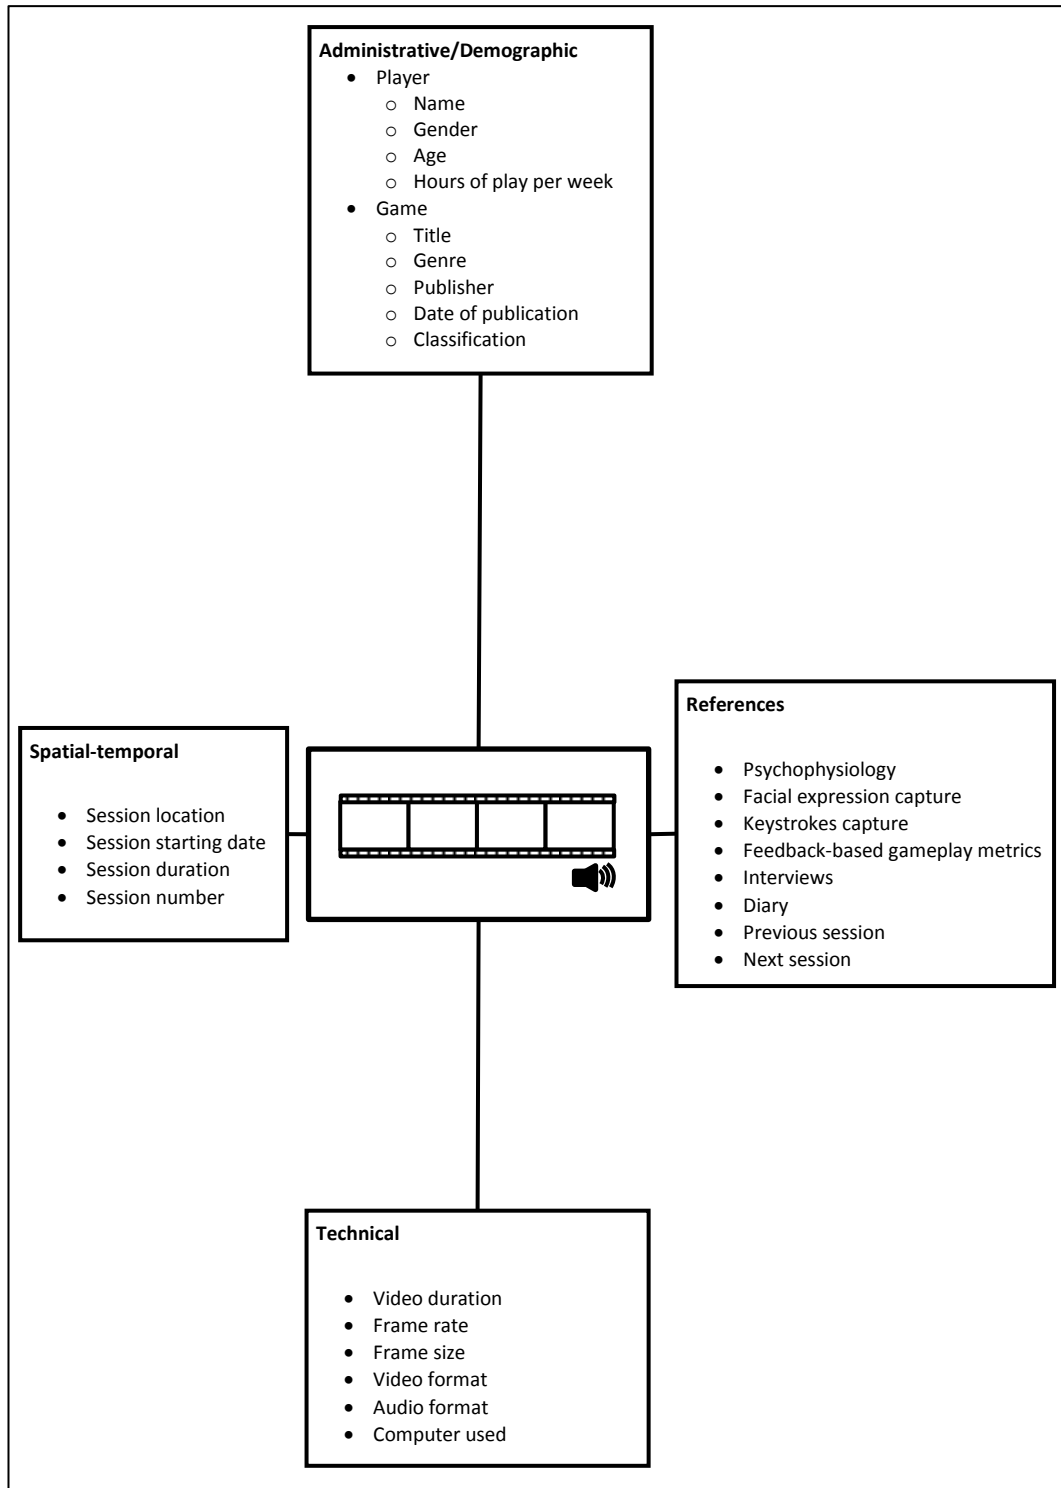 Administrative/Demographic
• Player
o Name
o Gender
o Age
o Hours of play per week
• Game
o Title
o Genre
o Publisher
o Date of publication
o Classification
Spatial-temporal
• Session location
• Session starting date
• Session duration
• Session number
References
• Psychophysiology
• Facial expression capture
• Keystrokes capture
• Feedback-based gameplay metrics
• Interviews
• Diary
• Previous session
• Next session
Technical
• Video duration
• Frame rate
• Frame size
• Video format
• Audio format
• Computer used